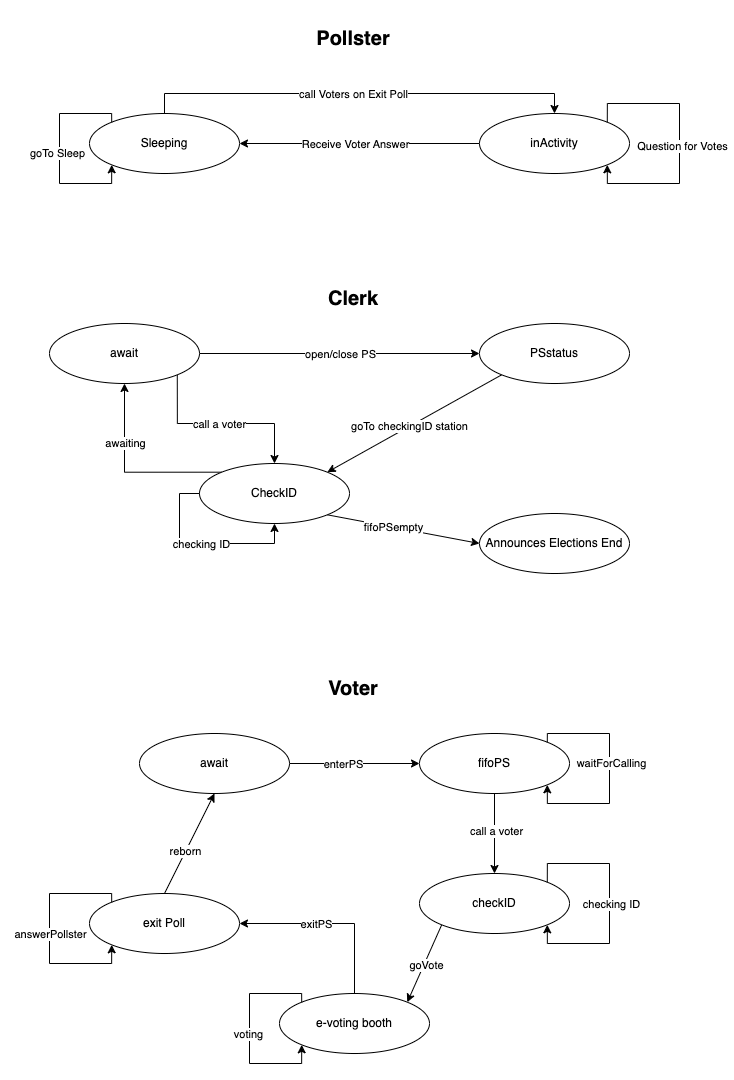 Pollster
call Voters on Exit Poll
Sleeping
Receive Voter Answer
inActivity
goTo Sleep
Question for Votes
Clerk
await
open/close PS
PSstatus
call a voter
goTo checkingID station
awaiting
CheckID
fifoPSempty
checking ID
Announces Elections End
Voter
await
enterPS
fifoPS
waitForCalling
call a voter
reborn
checkID
checking ID
exit Poll
exitPS
answerPollster
goVote
e-voting booth
voting